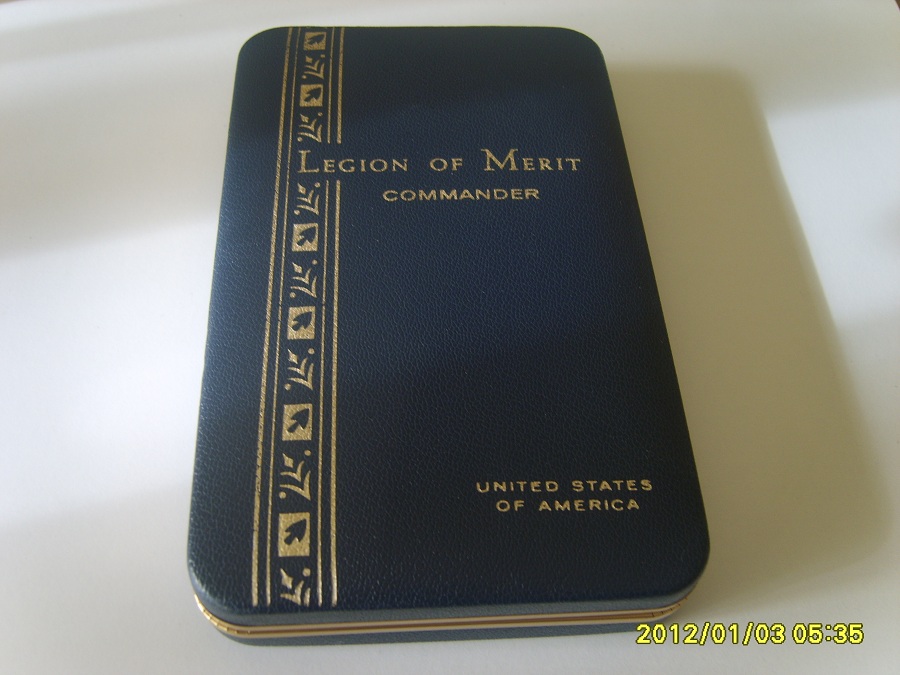 LEGION OF MERIT
COMMANDER
UNITED STATES
OF AMERICA
2012/01/03 05:35